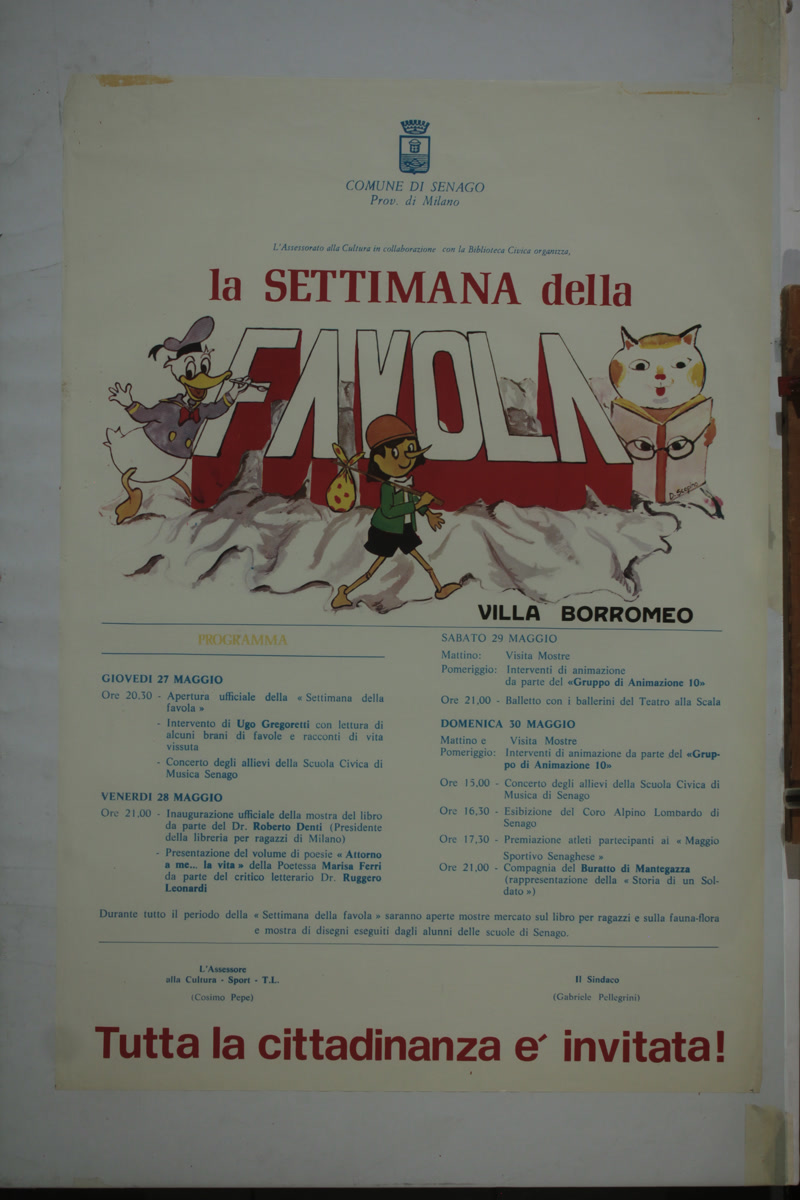 COMUNE DI SENAGO
Prov. di Milano
L'Assessorato alla Cultura in collaborazione con la Biblioteca Civica organizza,
la SETTIMANA della
FAVOLA
VILLA BORROMEO
PROGRAMMA
GIOVEDI 27 MAGGIO
Ore 20,30 - Apertura ufficiale della « Settimana della
favola »
- Intervento di Ugo Gregoretti con lettura di
alcuni brani di favole e racconti di vita
vissuta
- Concerto degli allievi della Scuola Civica di
Musica Senago
VENERDI 28 MAGGIO
Ore 21,00 - Inaugurazione ufficiale della mostra del libro
da parte del Dr. Roberto Denti (Presidente
della libreria per ragazzi di Milano)
- Presentazione del volume di poesie « Attorno
a me... la vita » della Poetessa Marisa Ferri
da parte del critico letterario Dr. Ruggero
Leonardi
SABATO 29 MAGGIO
Mattino: Visita Mostre
Pomeriggio: Interventi di animazione
da parte del «Gruppo di Animazione 10»
Ore 21,00 - Balletto con i ballerini del Teatro alla Scala
DOMENICA 30 MAGGIO
Mattino e Visita Mostre
Pomeriggio: Interventi di animazione da parte del «Grup-
po di Animazione 10»
Ore 15,00 - Concerto degli allievi della Scuola Civica di
Musica di Senago
Ore 16,30 - Esibizione del Coro Alpino Lombardo di
Senago
Ore 17,30 - Premiazione atleti partecipanti ai « Maggio
Sportivo Senaghese »
Ore 21,00 - Compagnia del Buratto di Mantegazza
(rappresentazione della « Storia di un Sol-
dato »)
Durante tutto il periodo della « Settimana della favola » saranno aperte mostre mercato sul libro per ragazzi e sulla fauna-flora
e mostra di disegni eseguiti dagli alunni delle scuole di Senago.
L'Assessore
alla Cultura - Sport - T.L.
(Cosimo Pepe)
Il Sindaco
(Gabriele Pellegrini)
Tutta la cittadinanza e' invitata!